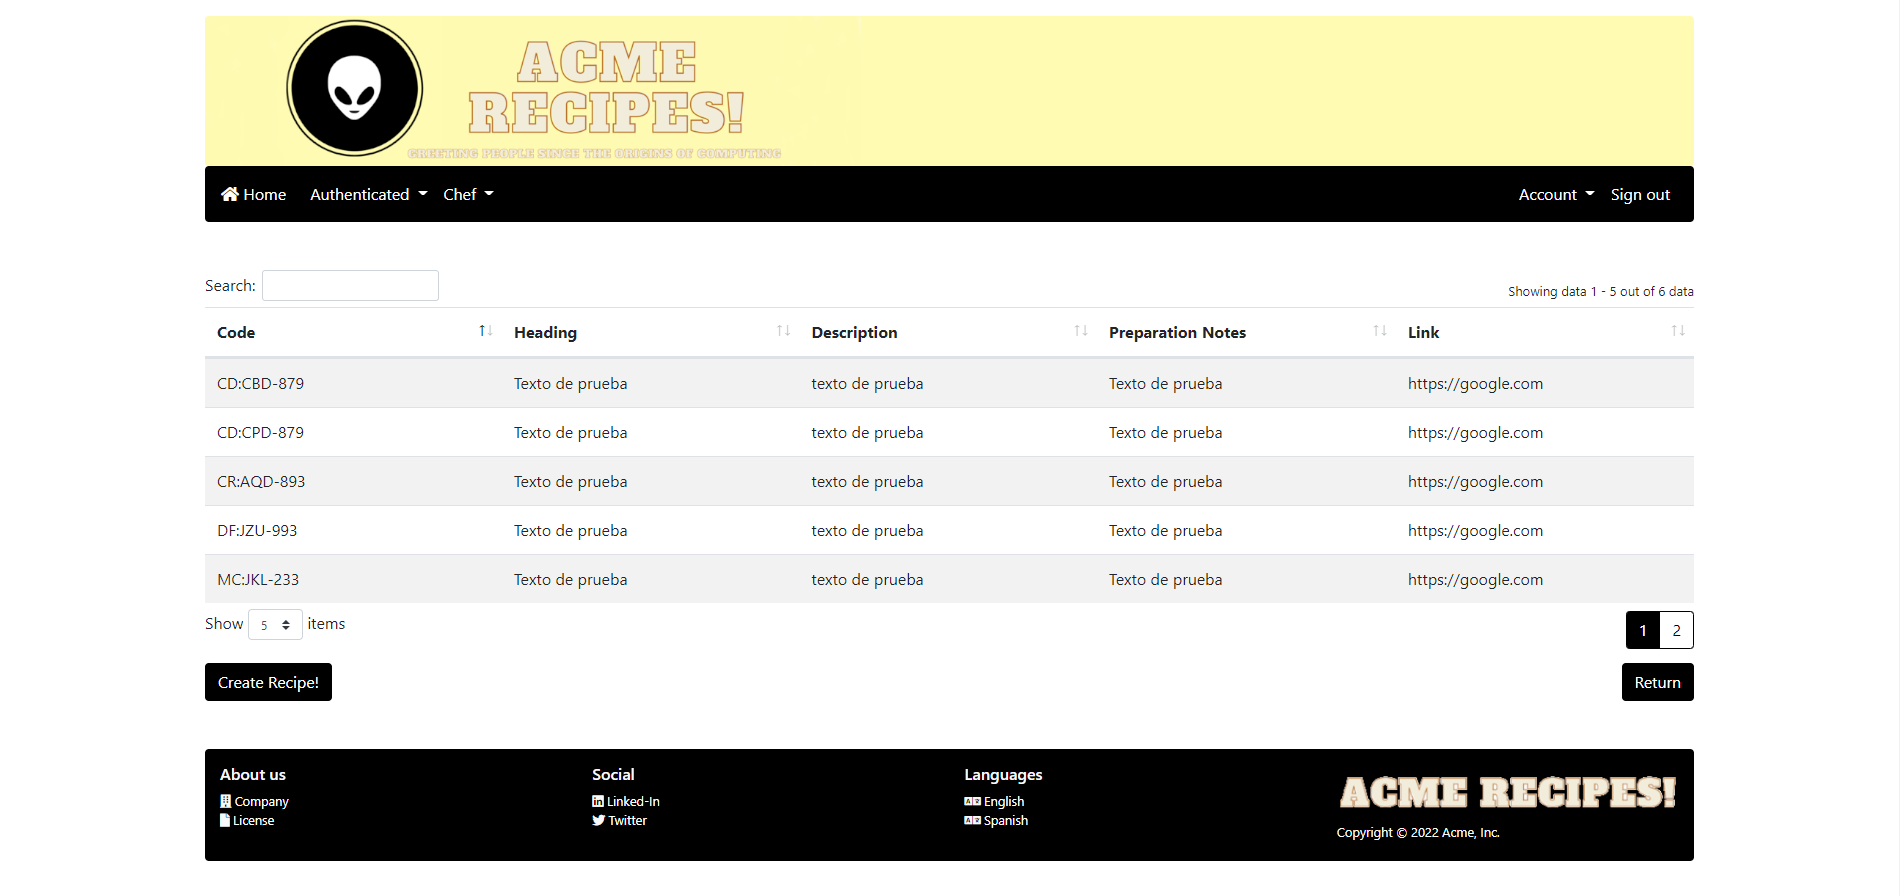 ACME
RECIPES!
GREETING PEOPLE SINCE THE ORIGINS OF COMPUTING
Home Authenticated Chef Account Sign out
Search: Showing data 1 - 5 out of 6 data
Code Heading Description Preparation Notes Link
CD:CBD-879 Texto de prueba texto de prueba Texto de prueba https://google.com
CD:CPD-879 Texto de prueba texto de prueba Texto de prueba https://google.com
CR:AQD-893 Texto de prueba texto de prueba Texto de prueba https://google.com
DF:JZU-993 Texto de prueba texto de prueba Texto de prueba https://google.com
MC:JKL-233 Texto de prueba texto de prueba Texto de prueba https://google.com
Show 5 items 1 2
Create Recipe! Return
About us Social Languages ACME RECIPES!
Company Linked-In English
License Twitter Spanish
Copyright © 2022 Acme, Inc.